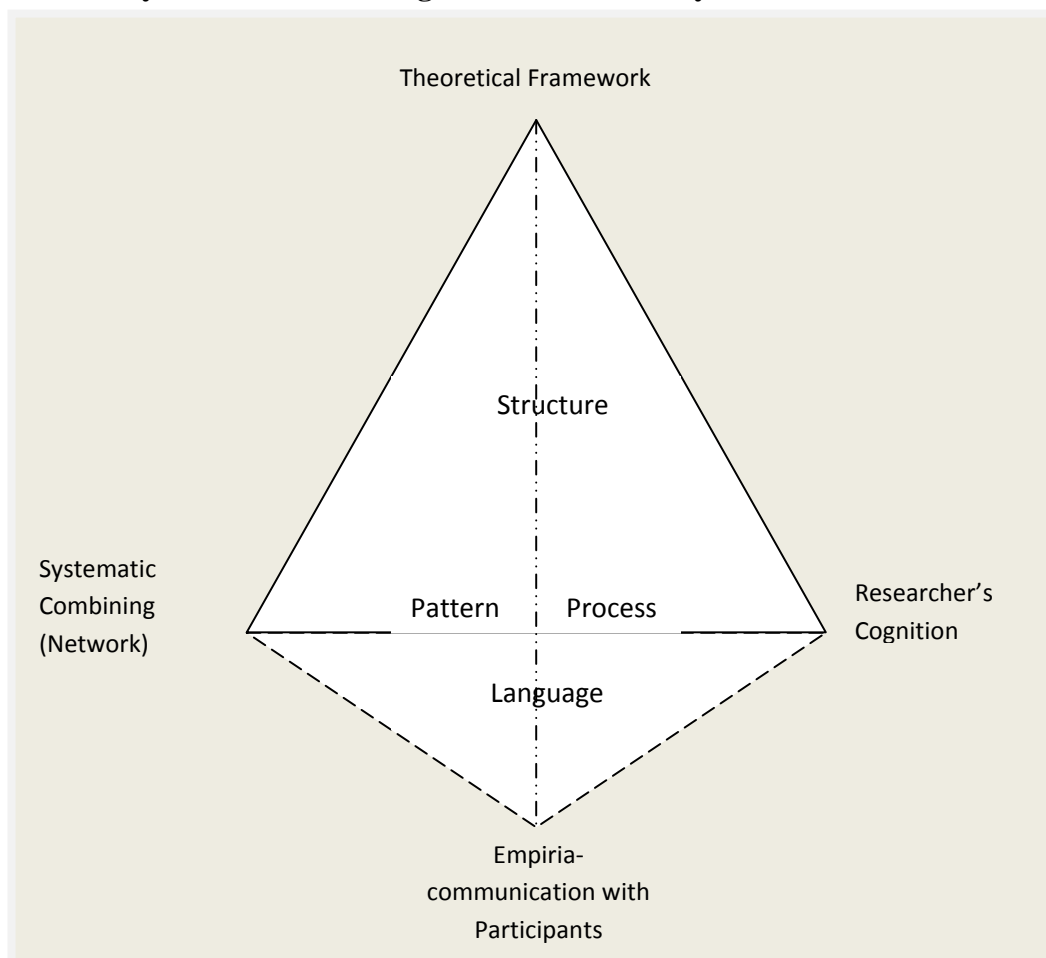 Theoretical Framework
Structure
Systematic
Combining
(Network)
Pattern
Process
Researcher’s
Cognition
Language
Empiria-
communication with
Participants